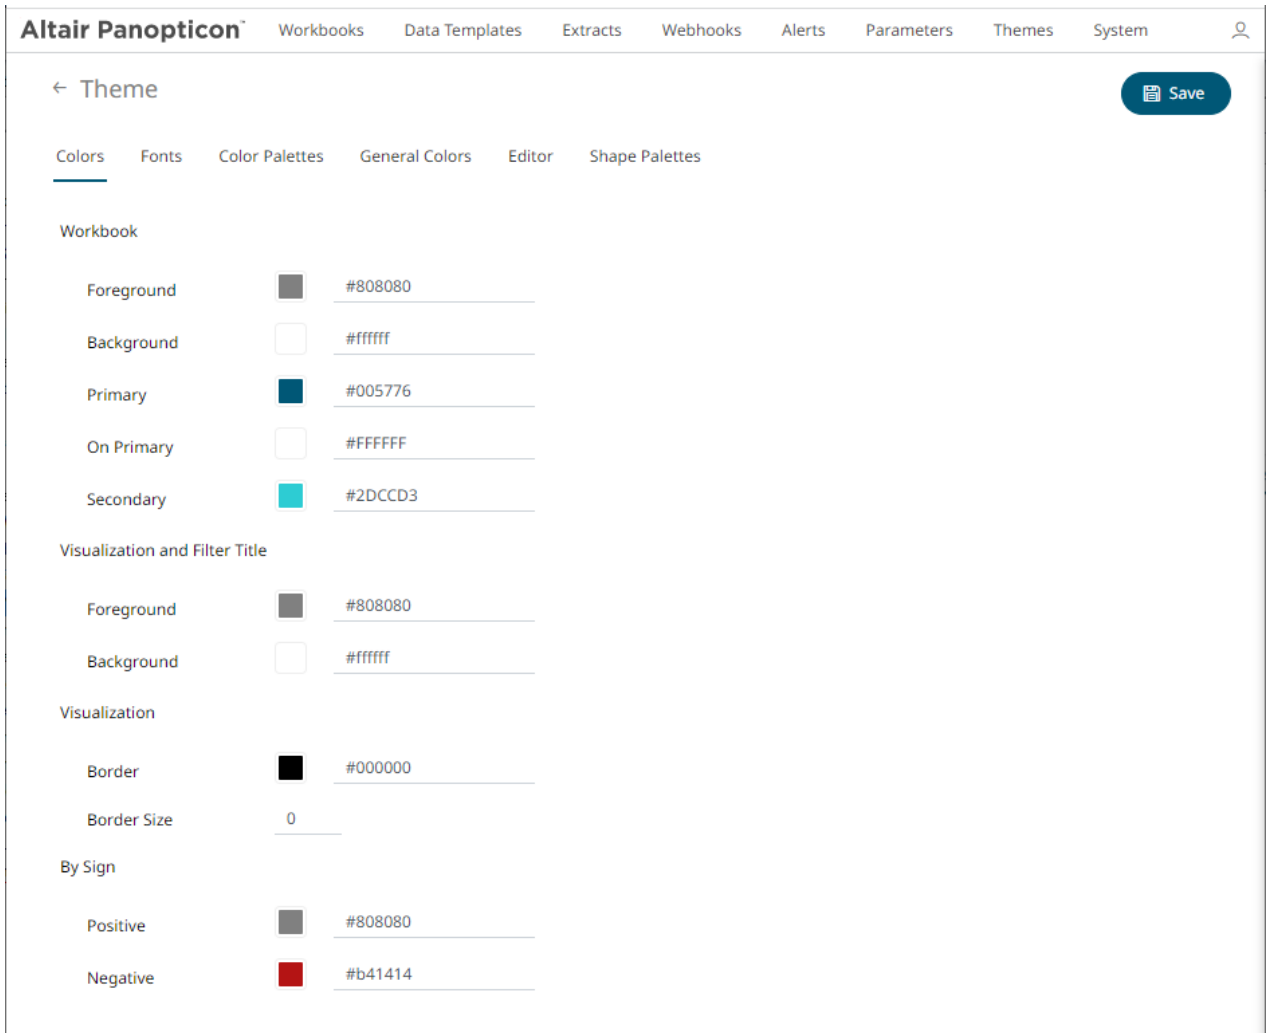 Altair Panopticon™ Workbooks Data Templates Extracts Webhooks Alerts Parameters Themes System
← Theme
Save
Colors Fonts Color Palettes General Colors Editor Shape Palettes
Workbook
Foreground #808080
Background #ffffff
Primary #005776
On Primary #FFFFFF
Secondary #2DCCD3
Visualization and Filter Title
Foreground #808080
Background #ffffff
Visualization
Border #000000
Border Size 0
By Sign
Positive #808080
Negative #b41414